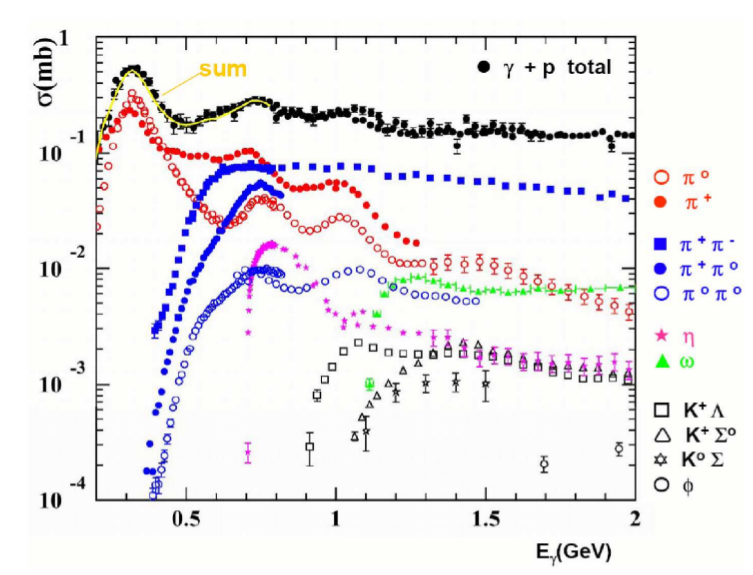 1
σ(mb)
sum
γ + p total
10 -1
10 -2
10 -3
10 -4
0.5
1
1.5
2
Eγ(GeV)
π o
π +
π + π -
π + π o
π o π o
η
ω
K + Λ
K + Σ o
K o Σ
ϕ